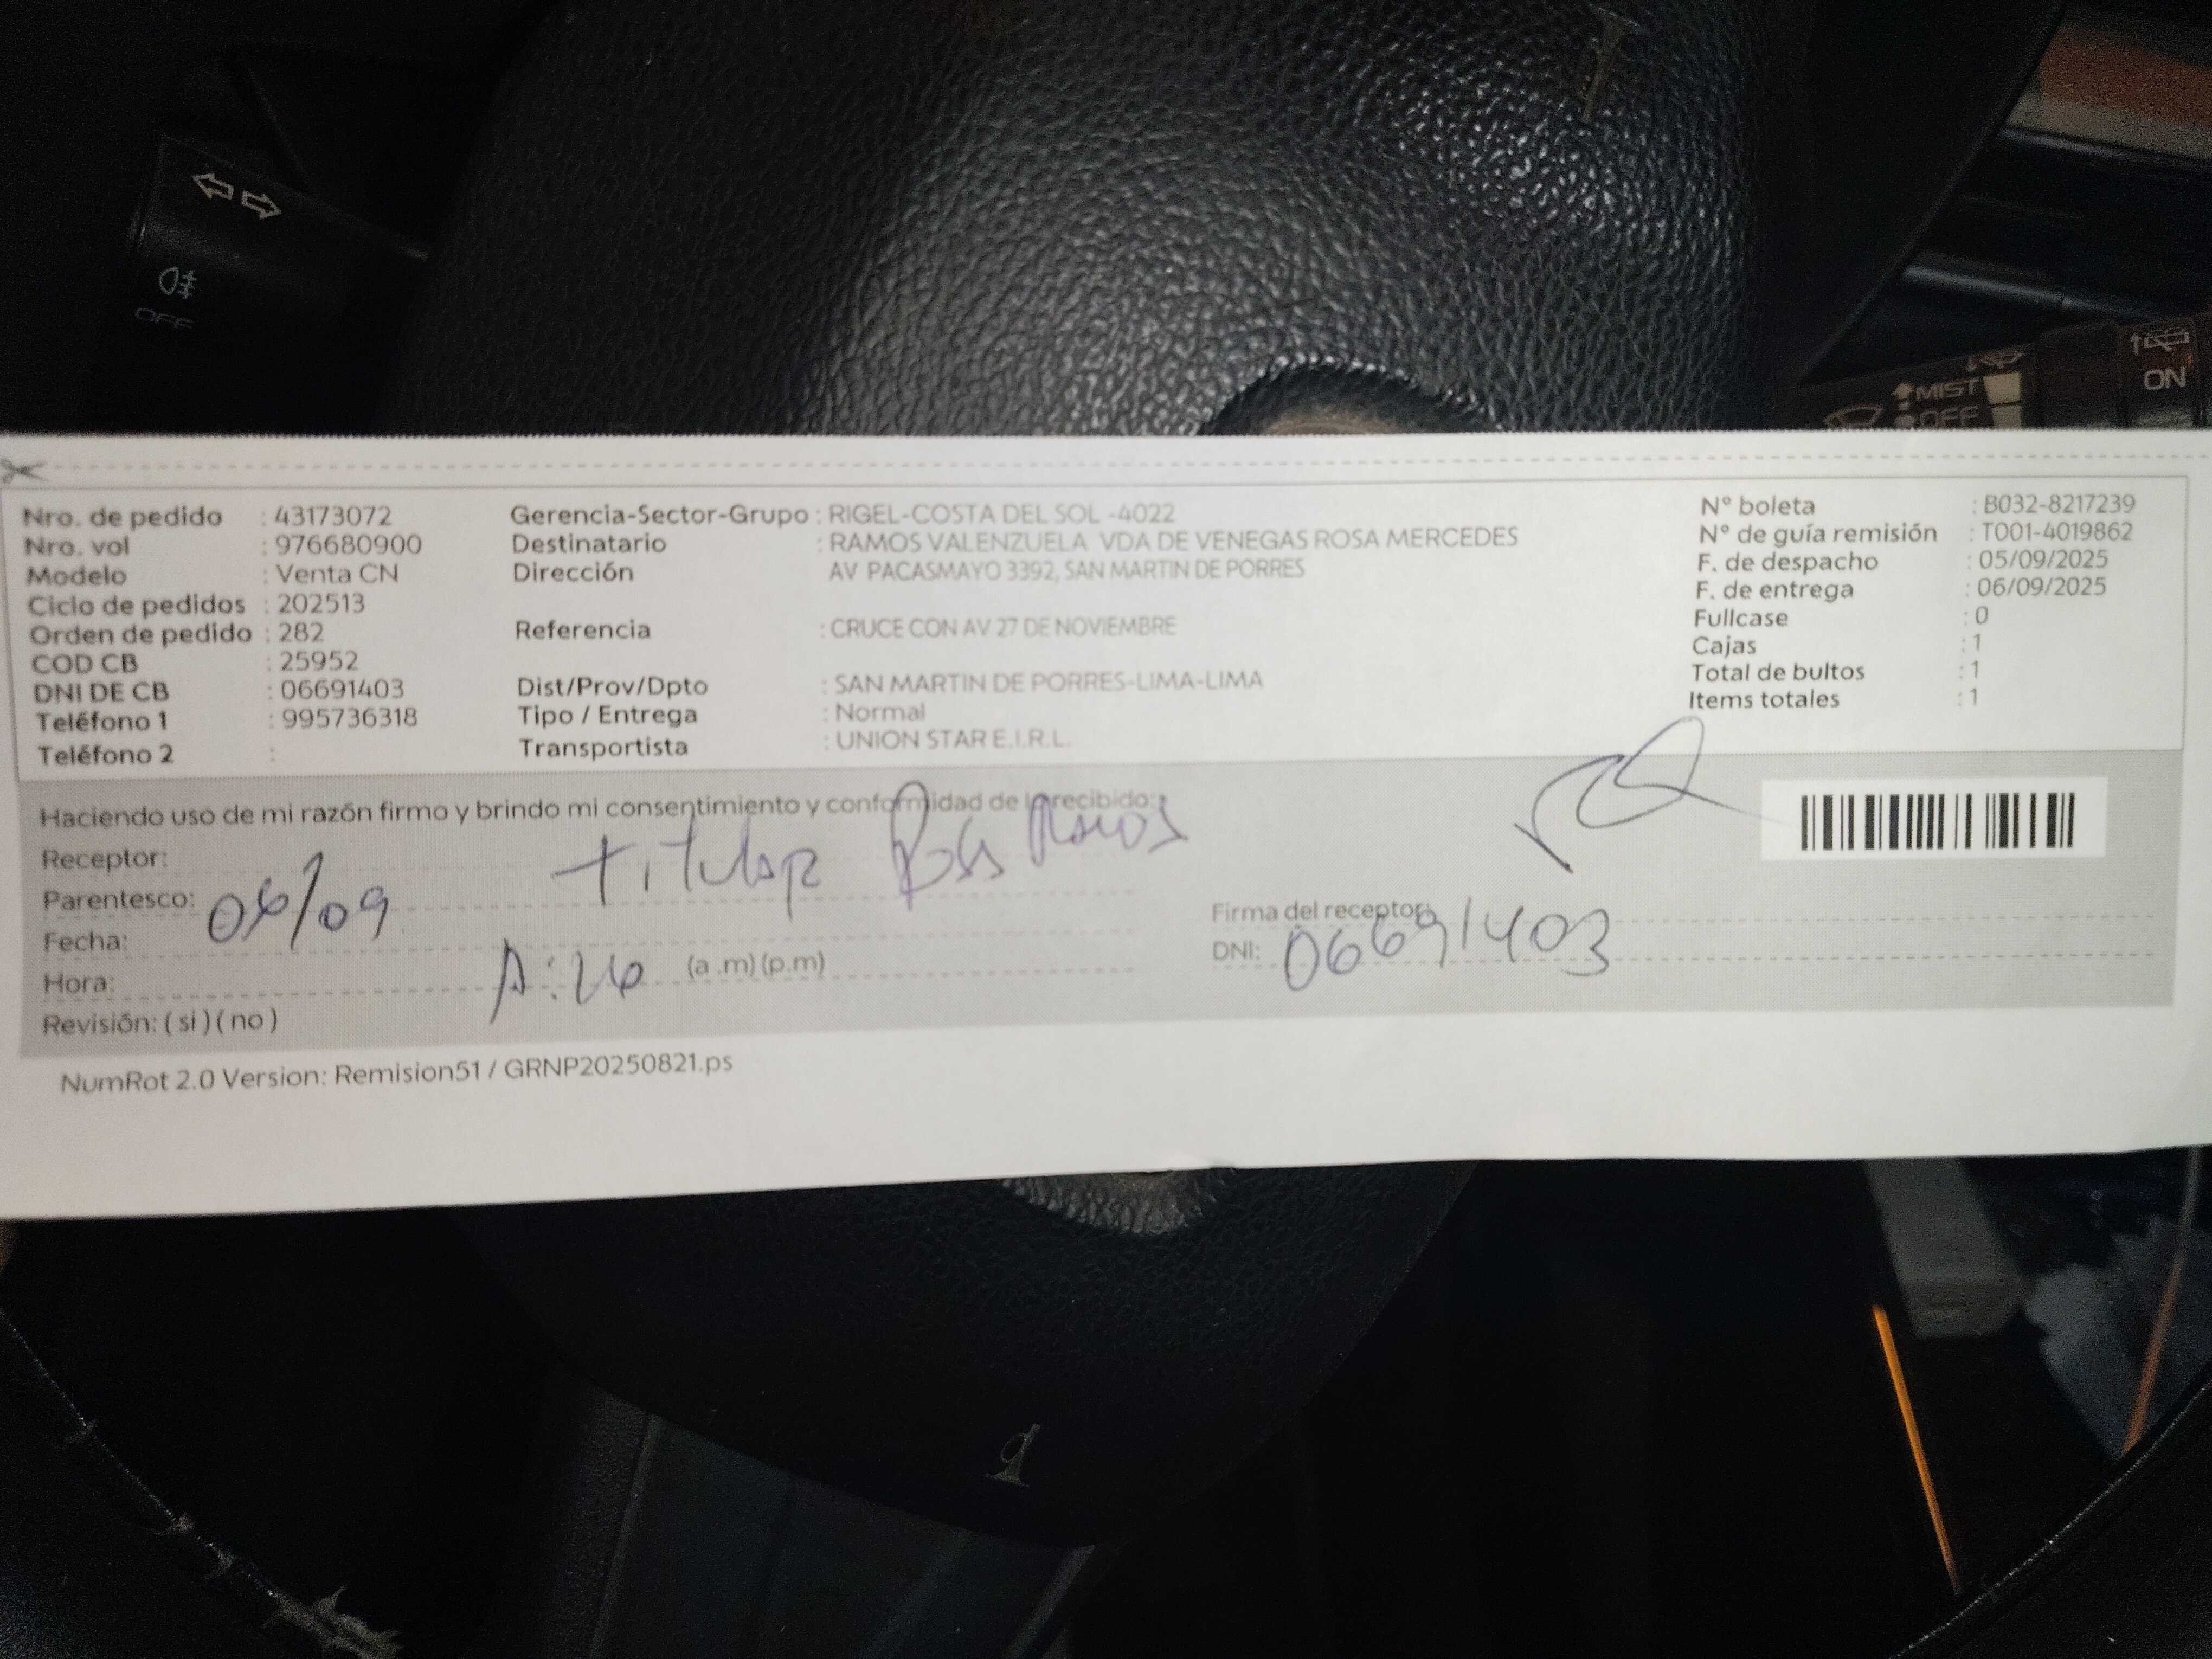 OFF
MIST
OFF
ON
Nro. de pedido : 43173072
Nro. vol : 976680900
Modelo : Venta CN
Ciclo de pedidos : 202513
Orden de pedido : 282
COD CB : 25952
DNI DE CB : 06691403
Teléfono 1 : 995736318
Teléfono 2 :
Gerencia-Sector-Grupo : RIGEL-COSTA DEL SOL -4022
Destinatario : RAMOS VALENZUELA VDA DE VENEGAS ROSA MERCEDES
Dirección AV PACASMAYO 3392, SAN MARTIN DE PORRES
Referencia : CRUCE CON AV 27 DE NOVIEMBRE
Dist/Prov/Dpto : SAN MARTIN DE PORRES-LIMA-LIMA
Tipo / Entrega : Normal
Transportista : UNION STAR E.I.R.L.
N° boleta : B032-8217239
N° de guía remisión : T001-4019862
F. de despacho : 05/09/2025
F. de entrega : 06/09/2025
Fullcase : 0
Cajas : 1
Total de bultos : 1
Items totales : 1
Haciendo uso de mi razón firmo y brindo mi consentimiento y conformidad de lo recibido:
Receptor: titular Rosa Ramos
Parentesco:
Fecha: 06/09
Hora: (a .m) (p.m)
Revisión: ( si ) ( no )
Firma del receptor:
DNI: 06691403
NumRot 2.0 Version: Remision51 / GRNP20250821.ps